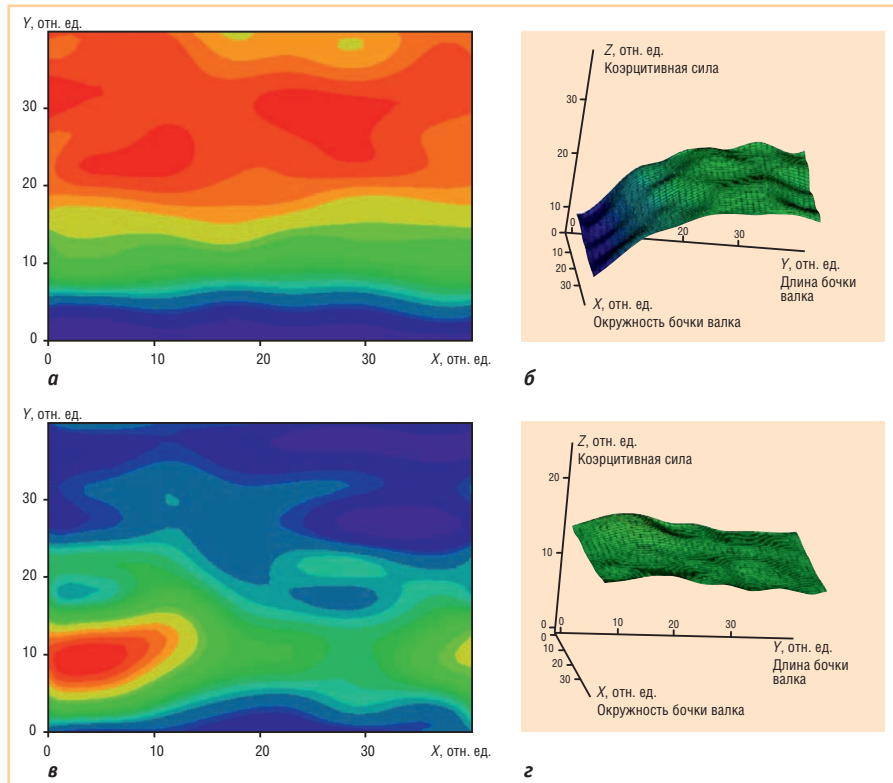 Y, отн. ед.
30
20
10
0
0
10
20
30
X, отн. ед.
а
Z, отн. ед.
Коэрцитивная сила
30
20
10
0
0
10
20
30
20
30
Y, отн. ед.
Длина бочки
валка
X, отн. ед.
Окружность бочки валка
б
Y, отн. ед.
30
20
10
0
0
10
20
30
X, отн. ед.
в
Z, отн. ед.
Коэрцитивная сила
20
10
0
0
0
10
20
30
10
20
30
Y, отн. ед.
Длина бочки
валка
X, отн. ед.
Окружность бочки валка
г